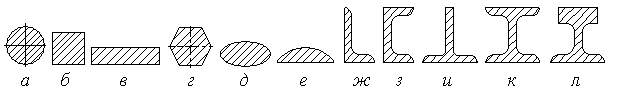 а б в г д е ж з и к л